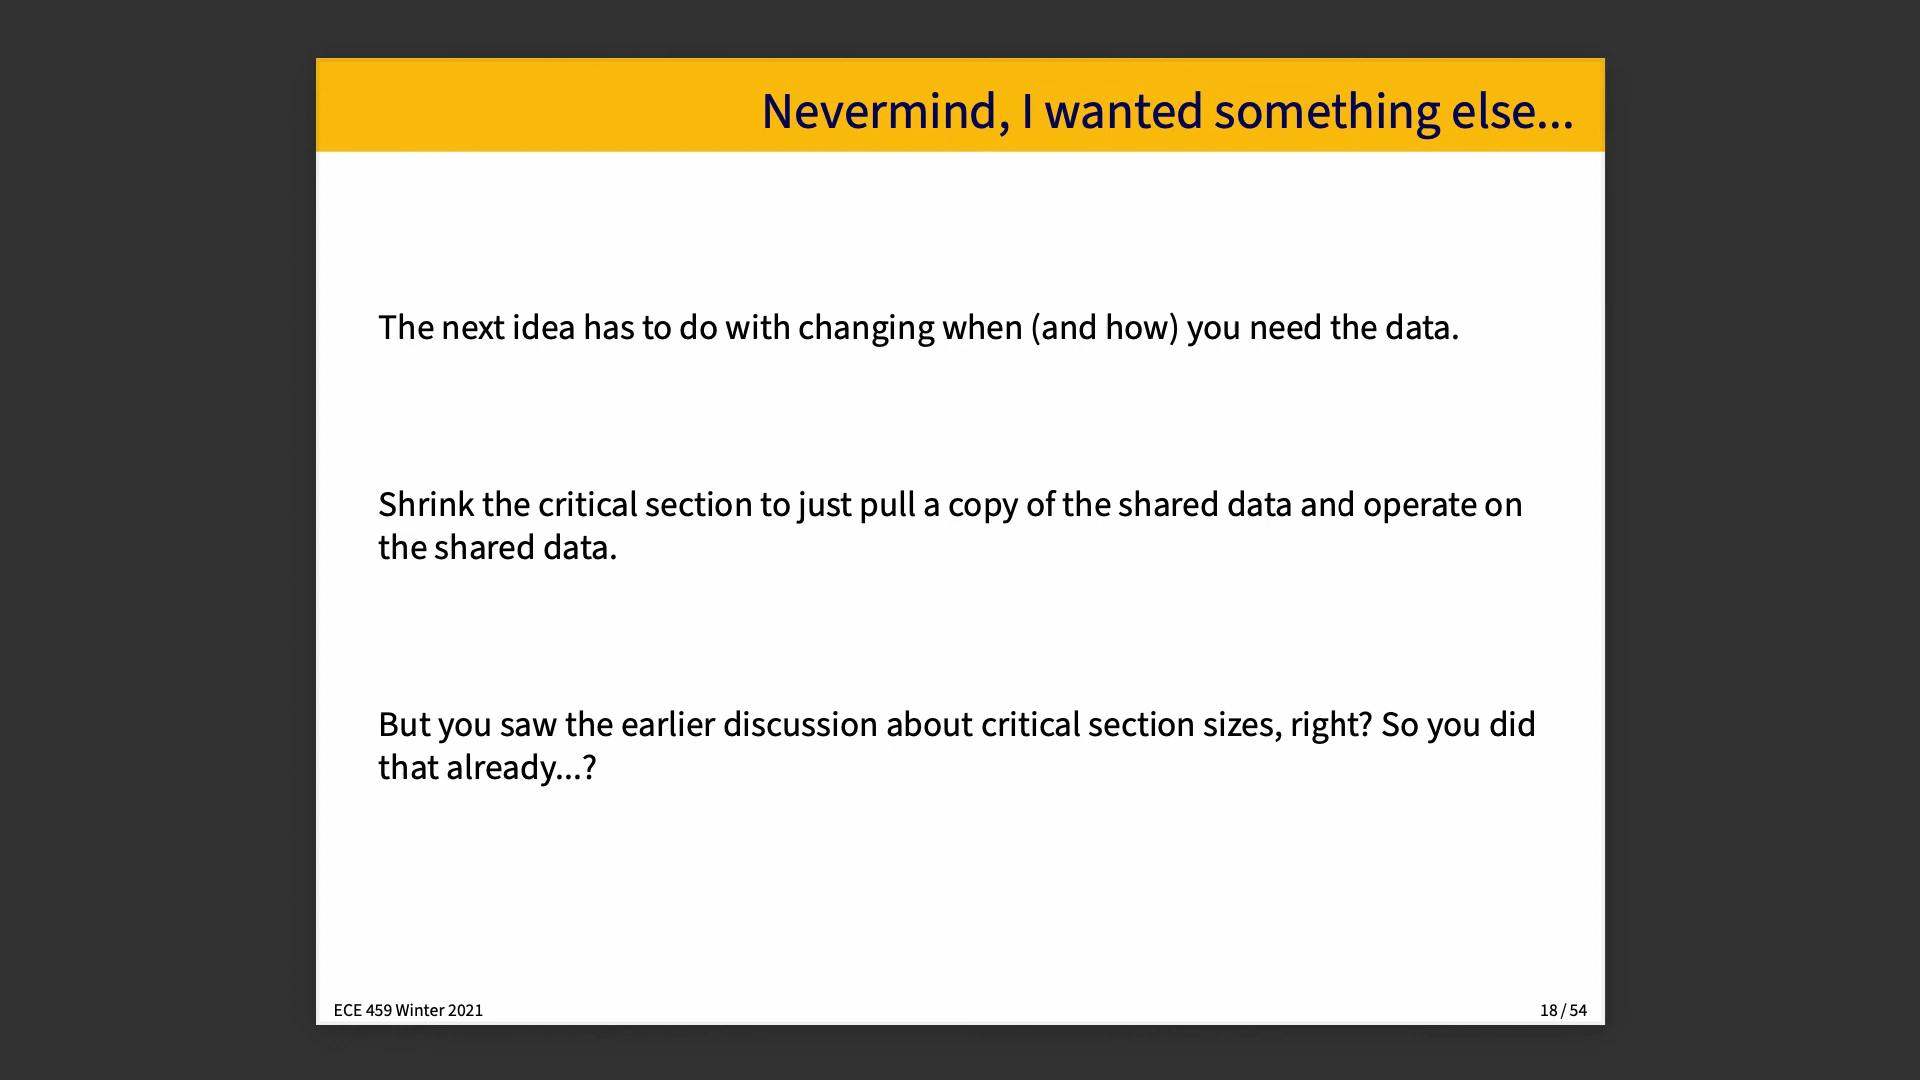 Nevermind, I wanted something else...
The next idea has to do with changing when (and how) you need the data.
Shrink the critical section to just pull a copy of the shared data and operate on
the shared data.
But you saw the earlier discussion about critical section sizes, right? So you did
that already...?
ECE 459 Winter 2021
18 / 54